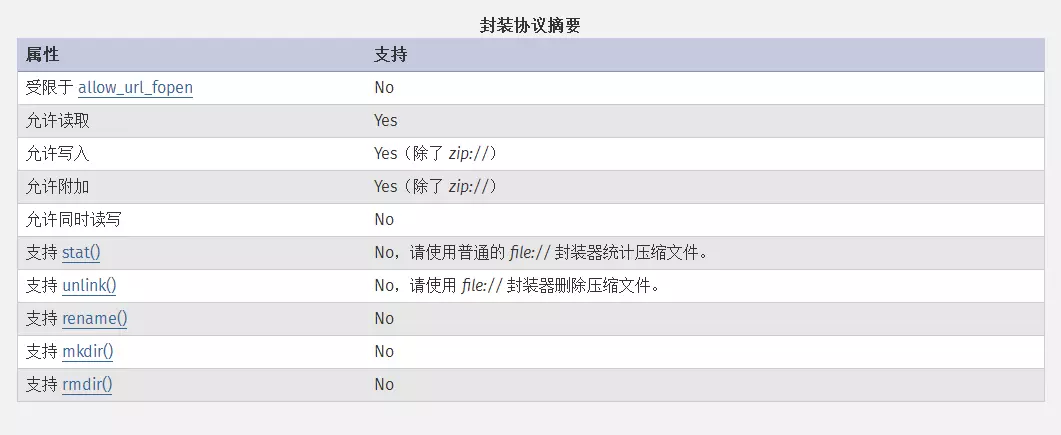 封装协议摘要
属性 支持
受限于 allow_url_fopen No
允许读取 Yes
允许写入 Yes（除了 zip://）
允许附加 Yes（除了 zip://）
允许同时读写 No
支持 stat() No，请使用普通的 file:// 封装器统计压缩文件。
支持 unlink() No，请使用 file:// 封装器删除压缩文件。
支持 rename() No
支持 mkdir() No
支持 rmdir() No